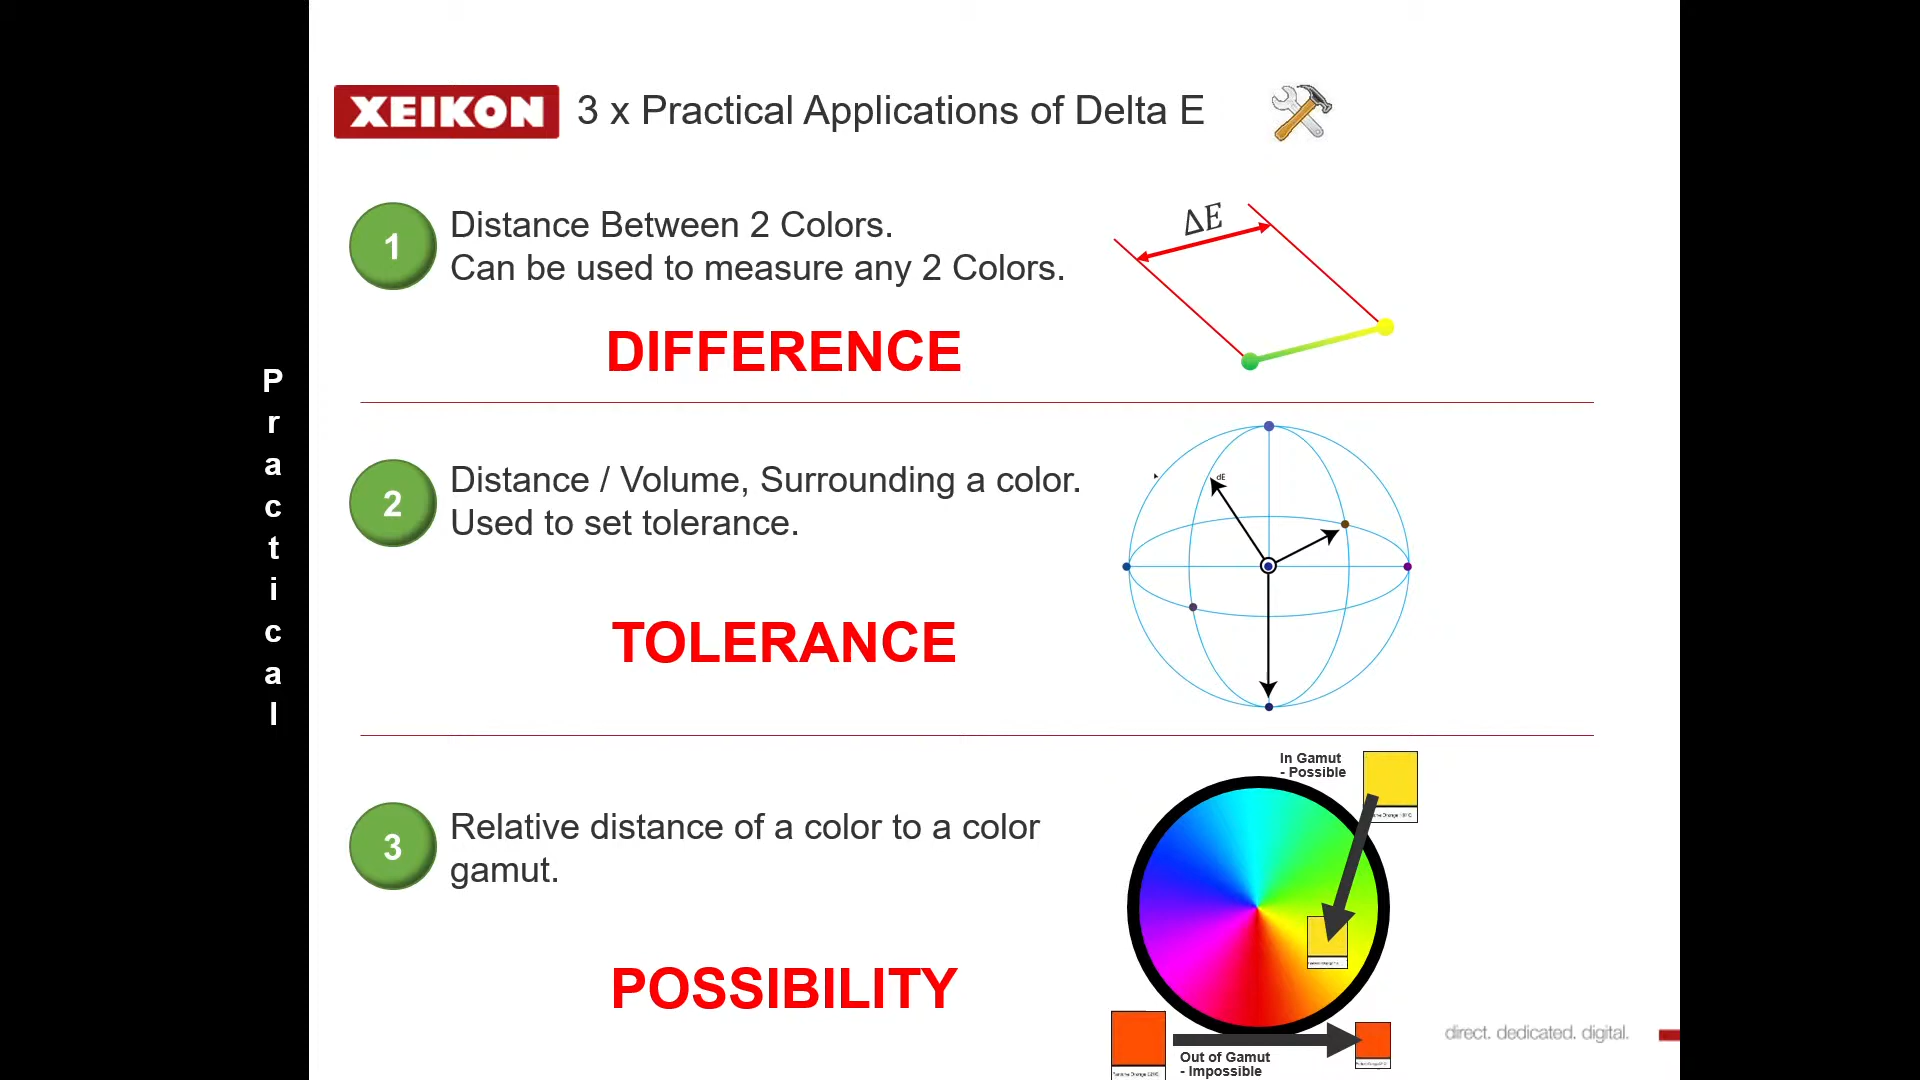 XEIKON
3 x Practical Applications of Delta E
Practical
1
Distance Between 2 Colors.
Can be used to measure any 2 Colors.
ΔE
DIFFERENCE
2
Distance / Volume, Surrounding a color.
Used to set tolerance.
dE
TOLERANCE
3
Relative distance of a color to a color
gamut.
In Gamut
- Possible
POSSIBILITY
Out of Gamut
- Impossible
direct. dedicated. digital.